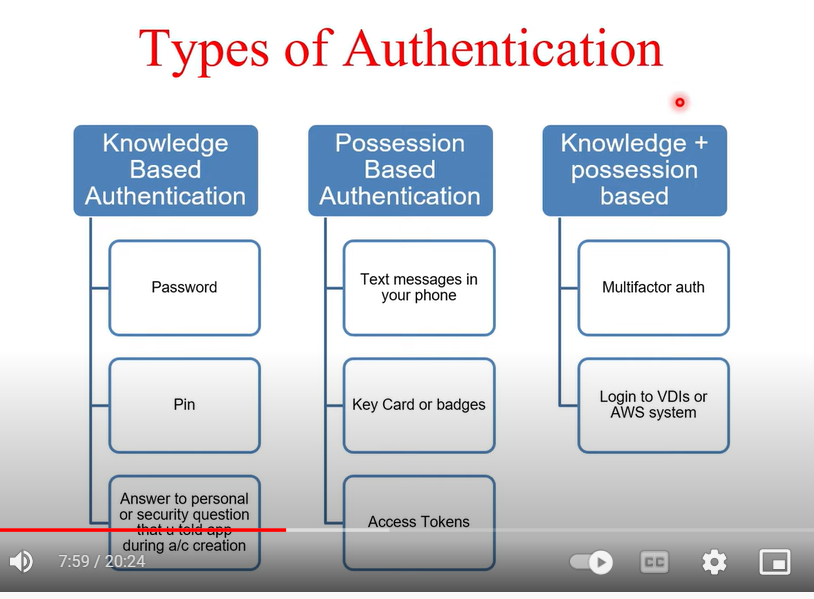 Types of Authentication
Knowledge
Based
Authentication
Password
Pin
Answer to personal
or security question
that u told app
during a/c creation
Possession
Based
Authentication
Text messages in
your phone
Key Card or badges
Access Tokens
Knowledge +
possession
based
Multifactor auth
Login to VDIs or
AWS system
7:59 / 20:24
CC